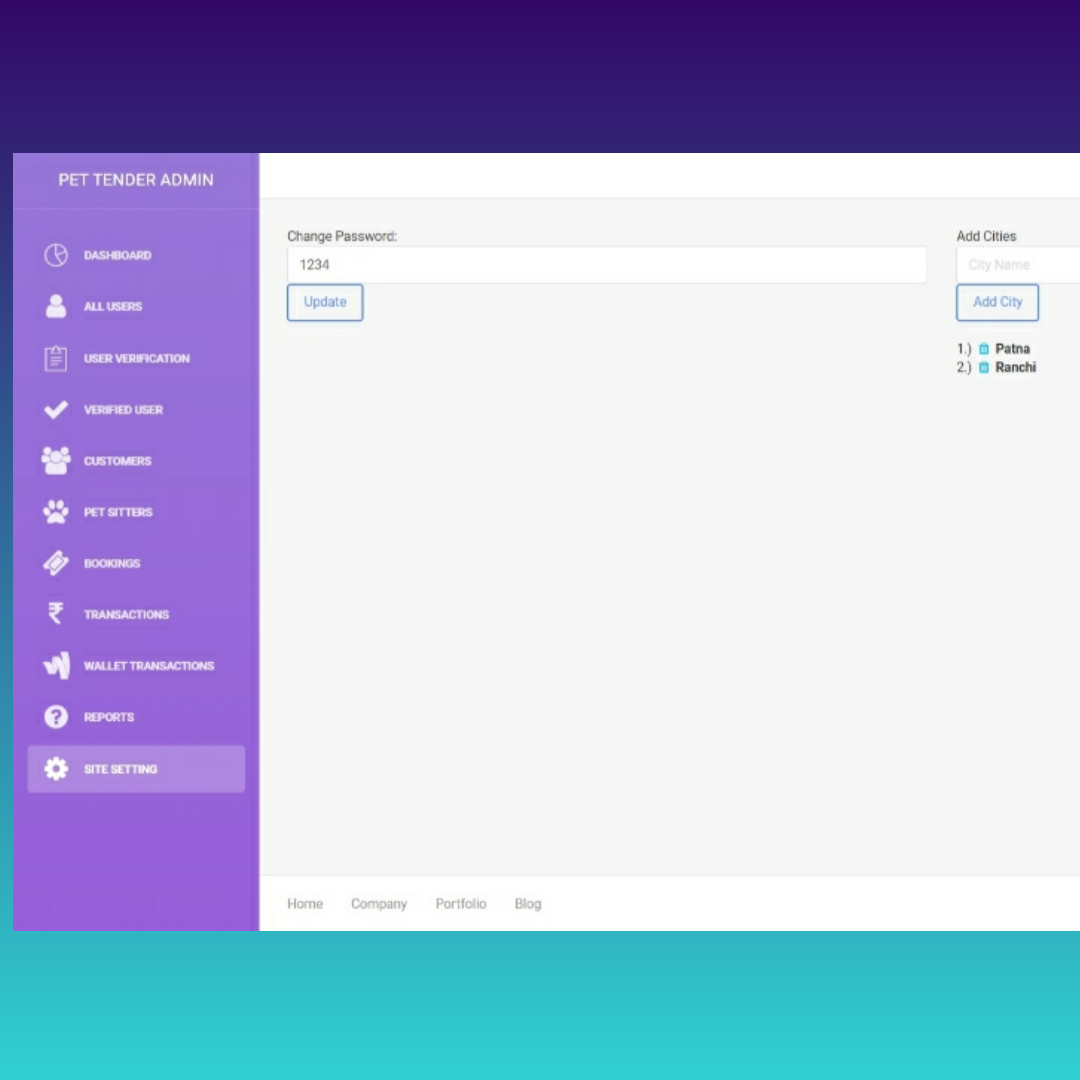 PET TENDER ADMIN
DASHBOARD
ALL USERS
USER VERIFICATION
VERIFIED USER
CUSTOMERS
PET SITTERS
BOOKINGS
TRANSACTIONS
WALLET TRANSACTIONS
REPORTS
SITE SETTING
Change Password:
1234
Update
Add Cities
City Name
Add City
1.) Patna
2.) Ranchi
Home Company Portfolio Blog